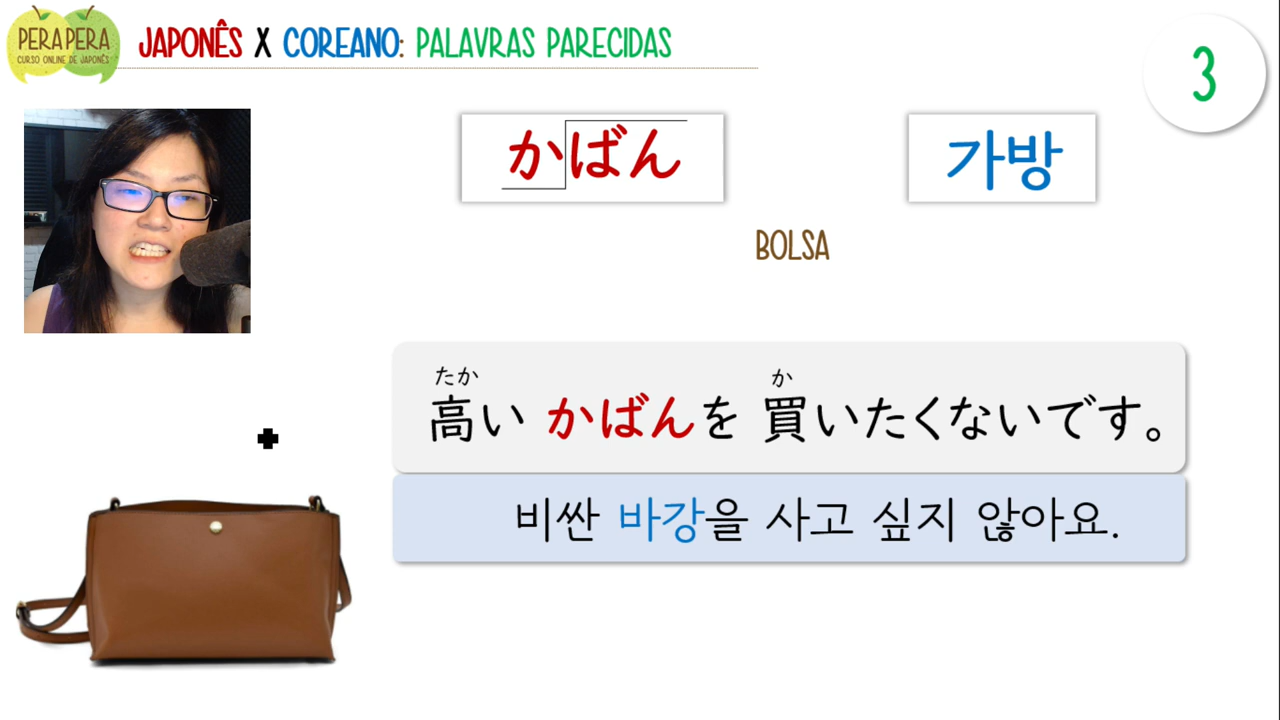 PERAPERA
CURSO ONLINE DE JAPONÊS
JAPONÊS X COREANO: PALAVRAS PARECIDAS
3
かばん
가방
BOLSA
たか か
高い かばんを 買いたくないです。
비싼 바강을 사고 싶지 않아요.